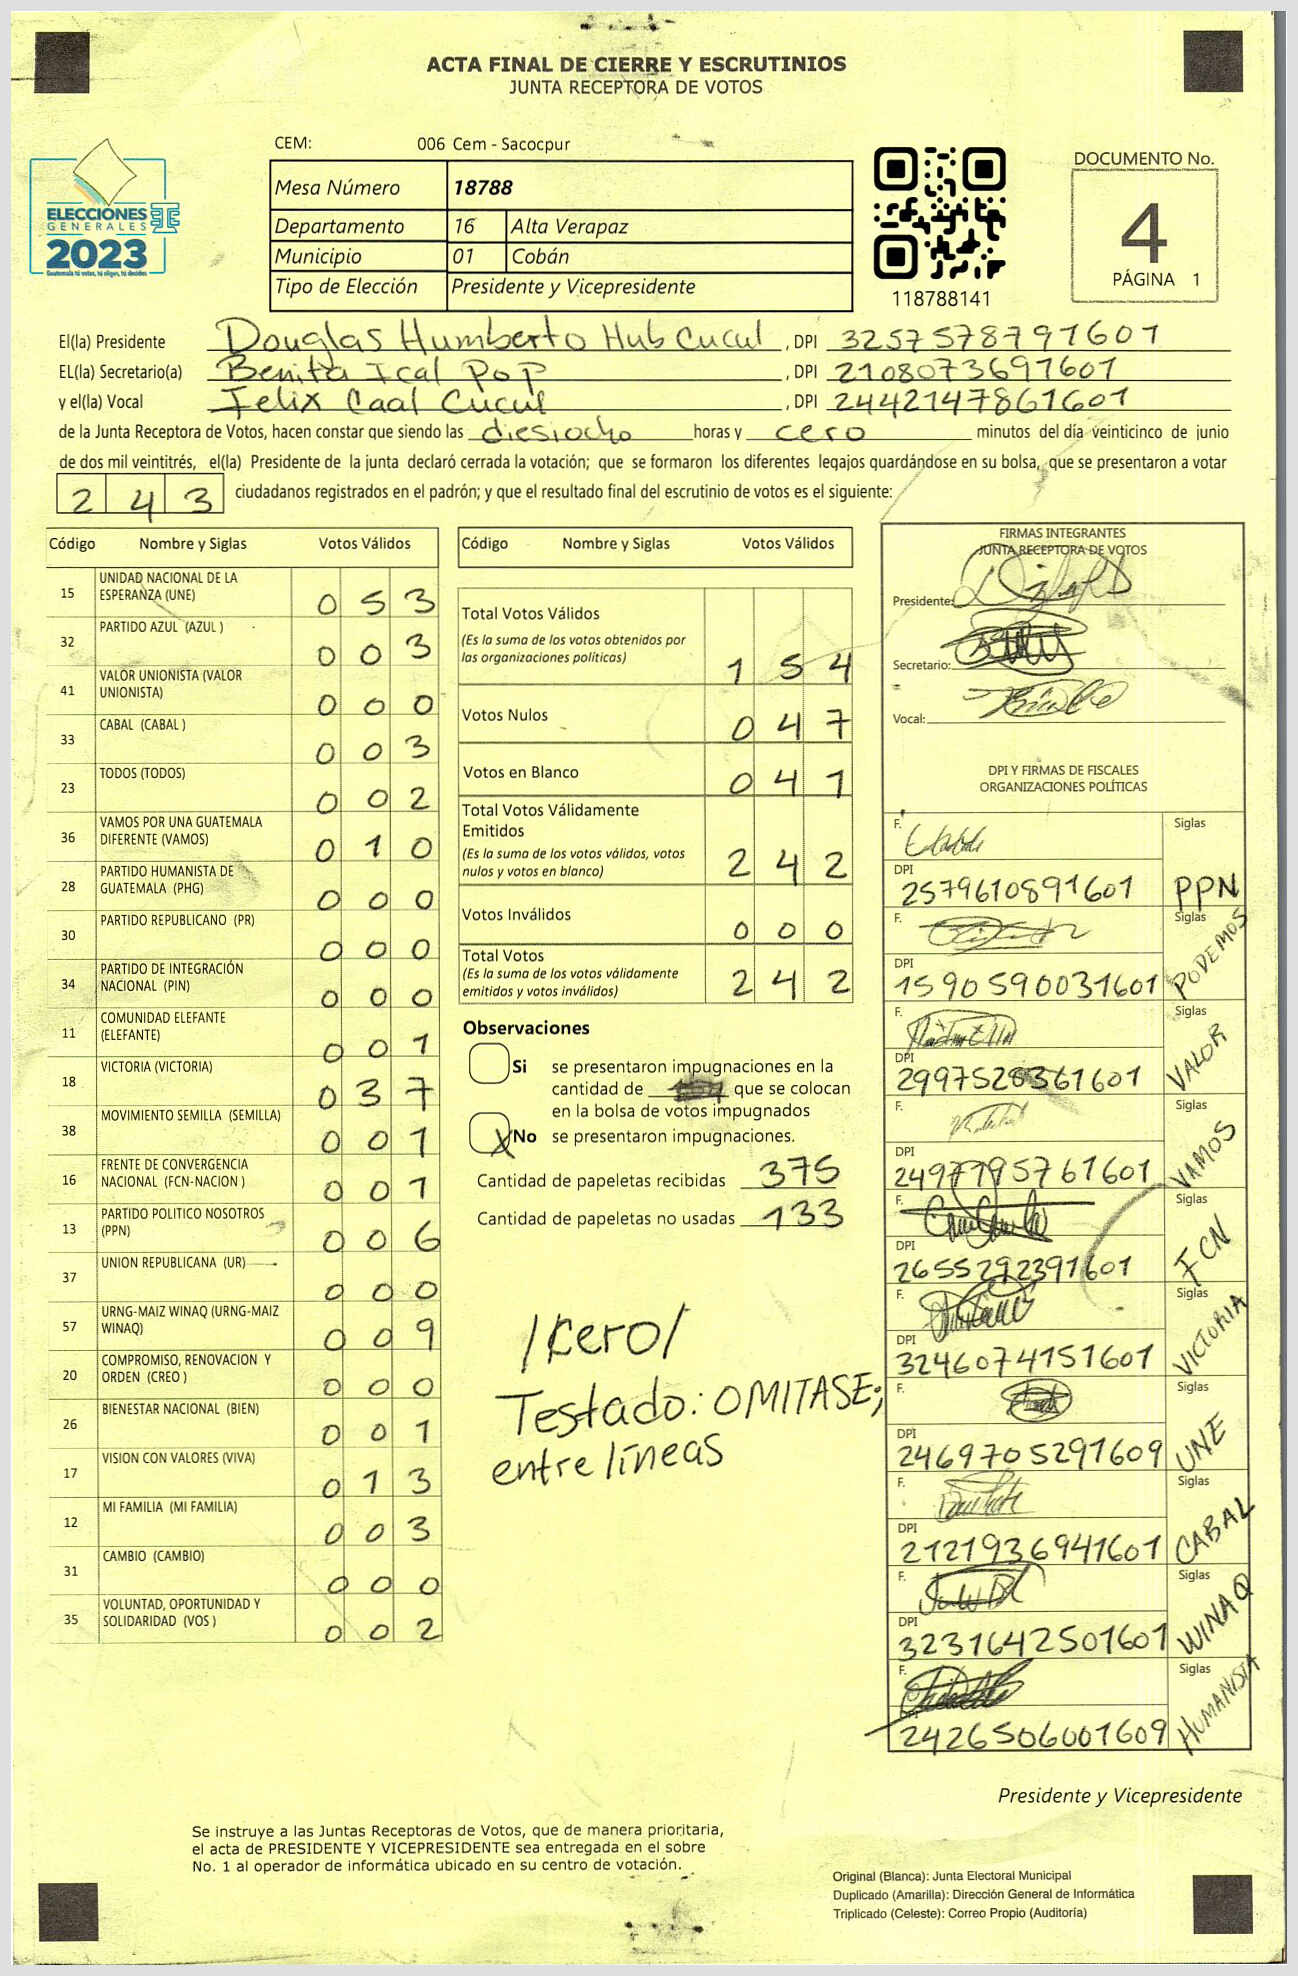 ACTA FINAL DE CIERRE Y ESCRUTINIOS
JUNTA RECEPTORA DE VOTOS
CEM: 006 Cem - Sacocpur
ELECCIONES
GENERALES
2023
Guatemala tú votas, tú eliges, tú decides
Mesa Número 18788
Departamento 16 Alta Verapaz
Municipio 01 Cobán
Tipo de Elección Presidente y Vicepresidente
118788141
DOCUMENTO No.
4
PÁGINA 1
El(la) Presidente Douglas Humberto Hub Cucul, DPI 3257578791601
EL(la) Secretario(a) Benita Ical Pop, DPI 2108073691601
y el(la) Vocal Felix Caal Cucul, DPI 2442147861601
de la Junta Receptora de Votos, hacen constar que siendo las diesiocho horas y cero minutos del día veinticinco de junio
de dos mil veintitrés, el(la) Presidente de la junta declaró cerrada la votación; que se formaron los diferentes legajos guardándose en su bolsa, que se presentaron a votar
243 ciudadanos registrados en el padrón; y que el resultado final del escrutinio de votos es el siguiente:
Código Nombre y Siglas Votos Válidos
15 UNIDAD NACIONAL DE LA ESPERANZA (UNE) 053
32 PARTIDO AZUL (AZUL ) 003
41 VALOR UNIONISTA (VALOR UNIONISTA) 000
33 CABAL (CABAL ) 003
23 TODOS (TODOS) 002
36 VAMOS POR UNA GUATEMALA DIFERENTE (VAMOS) 010
28 PARTIDO HUMANISTA DE GUATEMALA (PHG) 000
30 PARTIDO REPUBLICANO (PR) 000
34 PARTIDO DE INTEGRACIÓN NACIONAL (PIN) 000
11 COMUNIDAD ELEFANTE (ELEFANTE) 001
18 VICTORIA (VICTORIA) 037
38 MOVIMIENTO SEMILLA (SEMILLA) 001
16 FRENTE DE CONVERGENCIA NACIONAL (FCN-NACION ) 001
13 PARTIDO POLITICO NOSOTROS (PPN) 006
37 UNION REPUBLICANA (UR) 000
57 URNG-MAIZ WINAQ (URNG-MAIZ WINAQ) 009
20 COMPROMISO, RENOVACION Y ORDEN (CREO ) 000
26 BIENESTAR NACIONAL (BIEN) 001
17 VISION CON VALORES (VIVA) 013
12 MI FAMILIA (MI FAMILIA) 003
31 CAMBIO (CAMBIO) 000
35 VOLUNTAD, OPORTUNIDAD Y SOLIDARIDAD (VOS ) 002
Código Nombre y Siglas Votos Válidos
Total Votos Válidos
(Es la suma de los votos obtenidos por
las organizaciones políticas) 154
Votos Nulos 047
Votos en Blanco 041
Total Votos Válidamente
Emitidos
(Es la suma de los votos válidos, votos
nulos y votos en blanco) 242
Votos Inválidos 000
Total Votos
(Es la suma de los votos válidamente
emitidos y votos inválidos) 242
Observaciones
Si se presentaron impugnaciones en la
cantidad de que se colocan
en la bolsa de votos impugnados
X No se presentaron impugnaciones.
Cantidad de papeletas recibidas 375
Cantidad de papeletas no usadas 133
/cero/
Testado: OMITASE;
entre líneas
FIRMAS INTEGRANTES
JUNTA RECEPTORA DE VOTOS
Presidente:
Secretario:
Vocal:
DPI Y FIRMAS DE FISCALES
ORGANIZACIONES POLÍTICAS
F. Siglas
DPI
2579610891601 PPN
F. Siglas
DPI
1590590031601 PODEMOS
F. Siglas
DPI
2997528361601 VALOR
F. Siglas
DPI
2497795761601 VAMOS
F. Siglas
DPI
2655292391601 FCN
F. Siglas
DPI
3246074151601 VICTORIA
F. Siglas
DPI
2469705291609 UNE
F. Siglas
DPI
2121936941601 CABAL
F. Siglas
DPI
3231642501601 WINAQ
F. Siglas
DPI
2426506001609 HUMANISTA
Presidente y Vicepresidente
Se instruye a las Juntas Receptoras de Votos, que de manera prioritaria,
el acta de PRESIDENTE Y VICEPRESIDENTE sea entregada en el sobre
No. 1 al operador de informática ubicado en su centro de votación.
Original (Blanca): Junta Electoral Municipal
Duplicado (Amarilla): Dirección General de Informática
Triplicado (Celeste): Correo Propio (Auditoría)